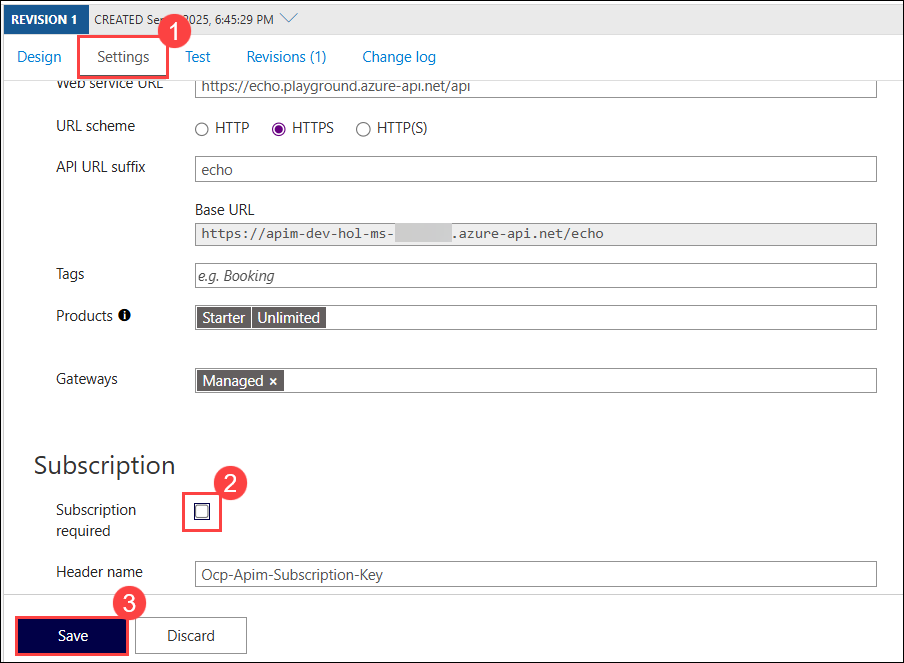 REVISION 1 CREATED Se 2025, 6:45:29 PM
1
Design Settings Test Revisions (1) Change log
Web service URL https://echo.playground.azure-api.net/api
URL scheme HTTP HTTPS HTTP(S)
API URL suffix echo
Base URL
https://apim-dev-hol-ms- .azure-api.net/echo
Tags e.g. Booking
Products Starter Unlimited
Gateways Managed ×
Subscription
2
Subscription
required
Header name Ocp-Apim-Subscription-Key
3
Save Discard